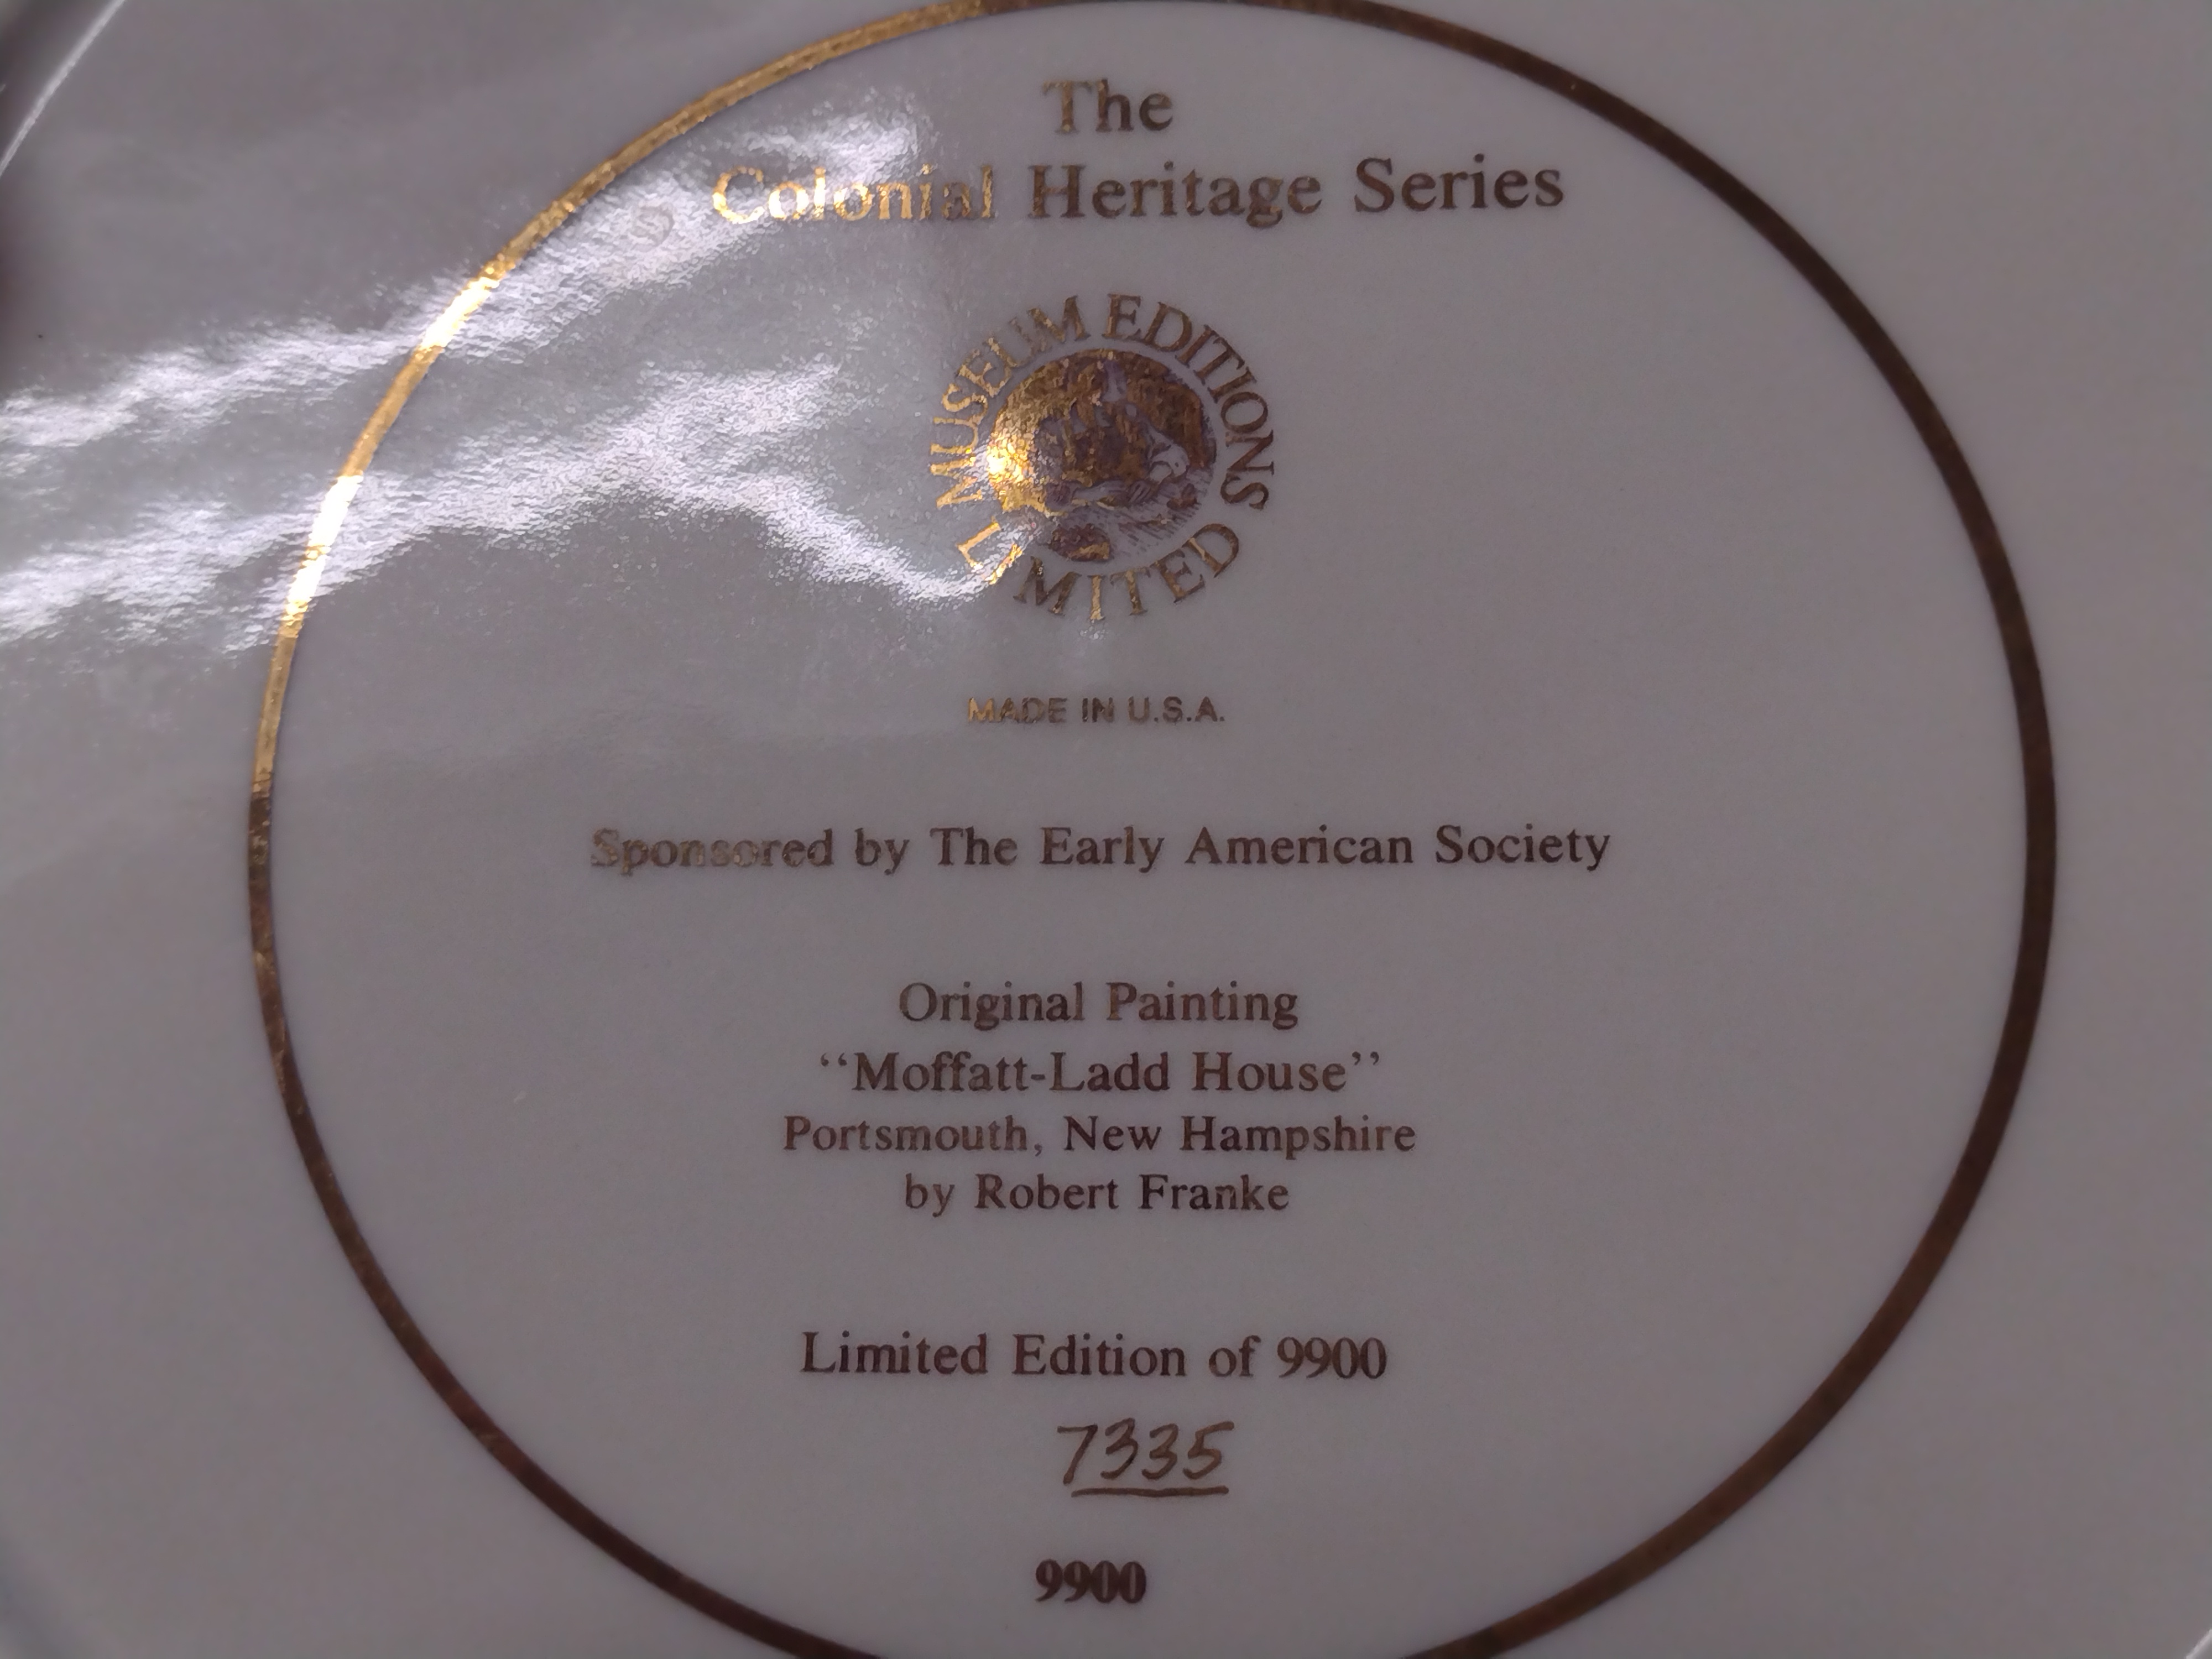 The
Colonial Heritage Series
MUSEUM EDITIONS
LIMITED
MADE IN U.S.A.
Sponsored by The Early American Society
Original Painting
‘‘Moffatt-Ladd House’’
Portsmouth, New Hampshire
by Robert Franke
Limited Edition of 9900
7335
9900